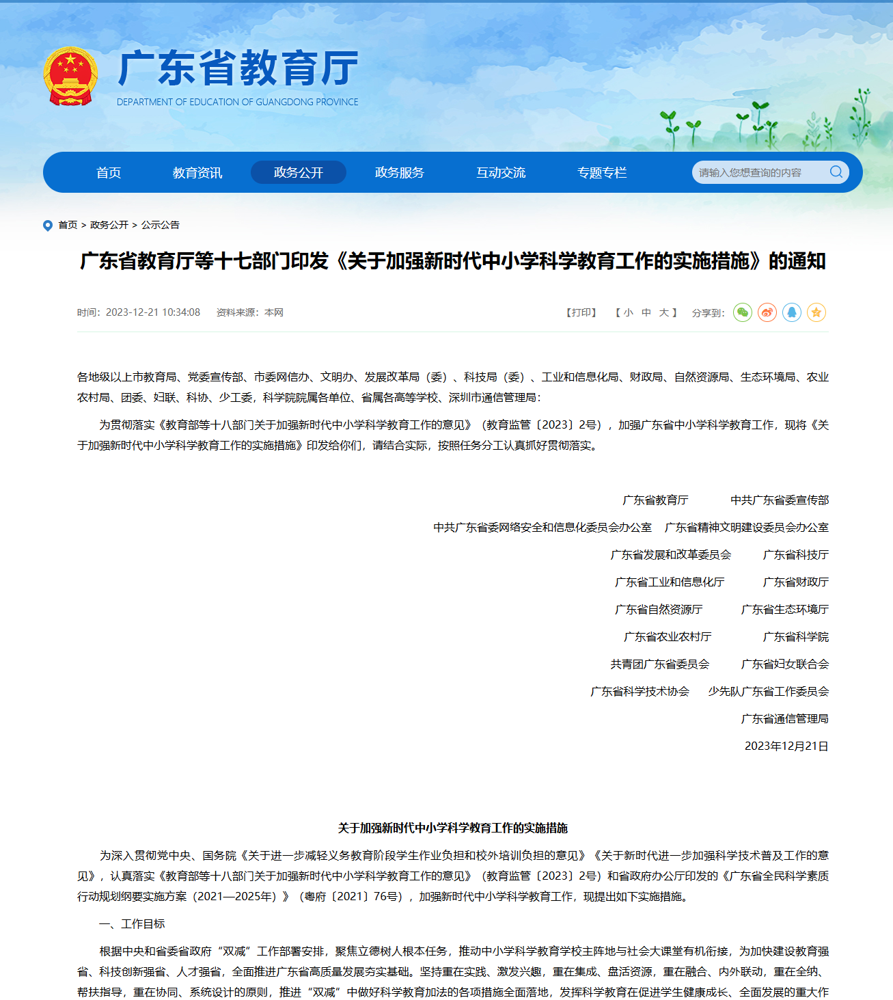 广东省教育厅
DEPARTMENT OF EDUCATION OF GUANGDONG PROVINCE
首页 教育资讯 政务公开 政务服务 互动交流 专题专栏 请输入您想查询的内容
首页 > 政务公开 > 公示公告
广东省教育厅等十七部门印发《关于加强新时代中小学科学教育工作的实施措施》的通知
时间：2023-12-21 10:34:08 资料来源：本网 【打印】 【 小 中 大 】 分享到：
各地级以上市教育局、党委宣传部、市委网信办、文明办、发展改革局（委）、科技局（委）、工业和信息化局、财政局、自然资源局、生态环境局、农业
农村局、团委、妇联、科协、少工委，科学院院属各单位、省属各高等学校、深圳市通信管理局：
为贯彻落实《教育部等十八部门关于加强新时代中小学科学教育工作的意见》（教育监管〔2023〕2号），加强广东省中小学科学教育工作，现将《关
于加强新时代中小学科学教育工作的实施措施》印发给你们，请结合实际，按照任务分工认真抓好贯彻落实。
广东省教育厅 中共广东省委宣传部
中共广东省委网络安全和信息化委员会办公室 广东省精神文明建设委员会办公室
广东省发展和改革委员会 广东省科技厅
广东省工业和信息化厅 广东省财政厅
广东省自然资源厅 广东省生态环境厅
广东省农业农村厅 广东省科学院
共青团广东省委员会 广东省妇女联合会
广东省科学技术协会 少先队广东省工作委员会
广东省通信管理局
2023年12月21日
关于加强新时代中小学科学教育工作的实施措施
为深入贯彻党中央、国务院《关于进一步减轻义务教育阶段学生作业负担和校外培训负担的意见》《关于新时代进一步加强科学技术普及工作的意
见》，认真落实《教育部等十八部门关于加强新时代中小学科学教育工作的意见》（教育监管〔2023〕2号）和省政府办公厅印发的《广东省全民科学素质
行动规划纲要实施方案（2021—2025年）》（粤府〔2021〕76号），加强新时代中小学科学教育工作，现提出如下实施措施。
一、工作目标
根据中央和省委省政府“双减”工作部署安排，聚焦立德树人根本任务，推动中小学科学教育学校主阵地与社会大课堂有机衔接，为加快建设教育强
省、科技创新强省、人才强省，全面推进广东省高质量发展夯实基础。坚持重在实践、激发兴趣，重在集成、盘活资源，重在融合、内外联动，重在全纳、
帮扶指导，重在协同、系统设计的原则，推进“双减”中做好科学教育加法的各项措施全面落地，发挥科学教育在促进学生健康成长、全面发展的重大作